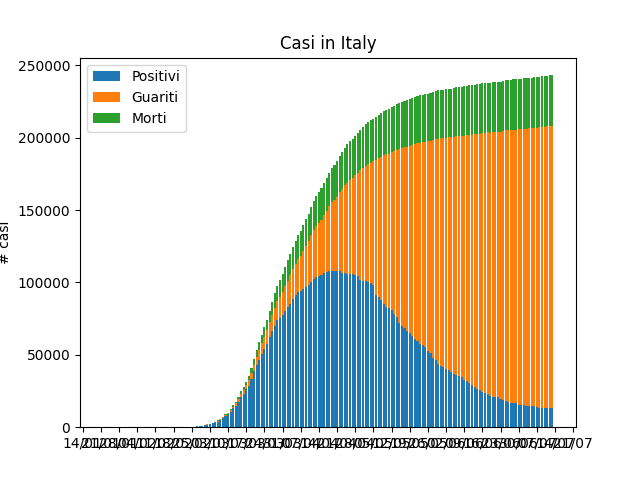 Casi in Italy
250000
200000
150000
100000
50000
0
# casi
Positivi
Guariti
Morti